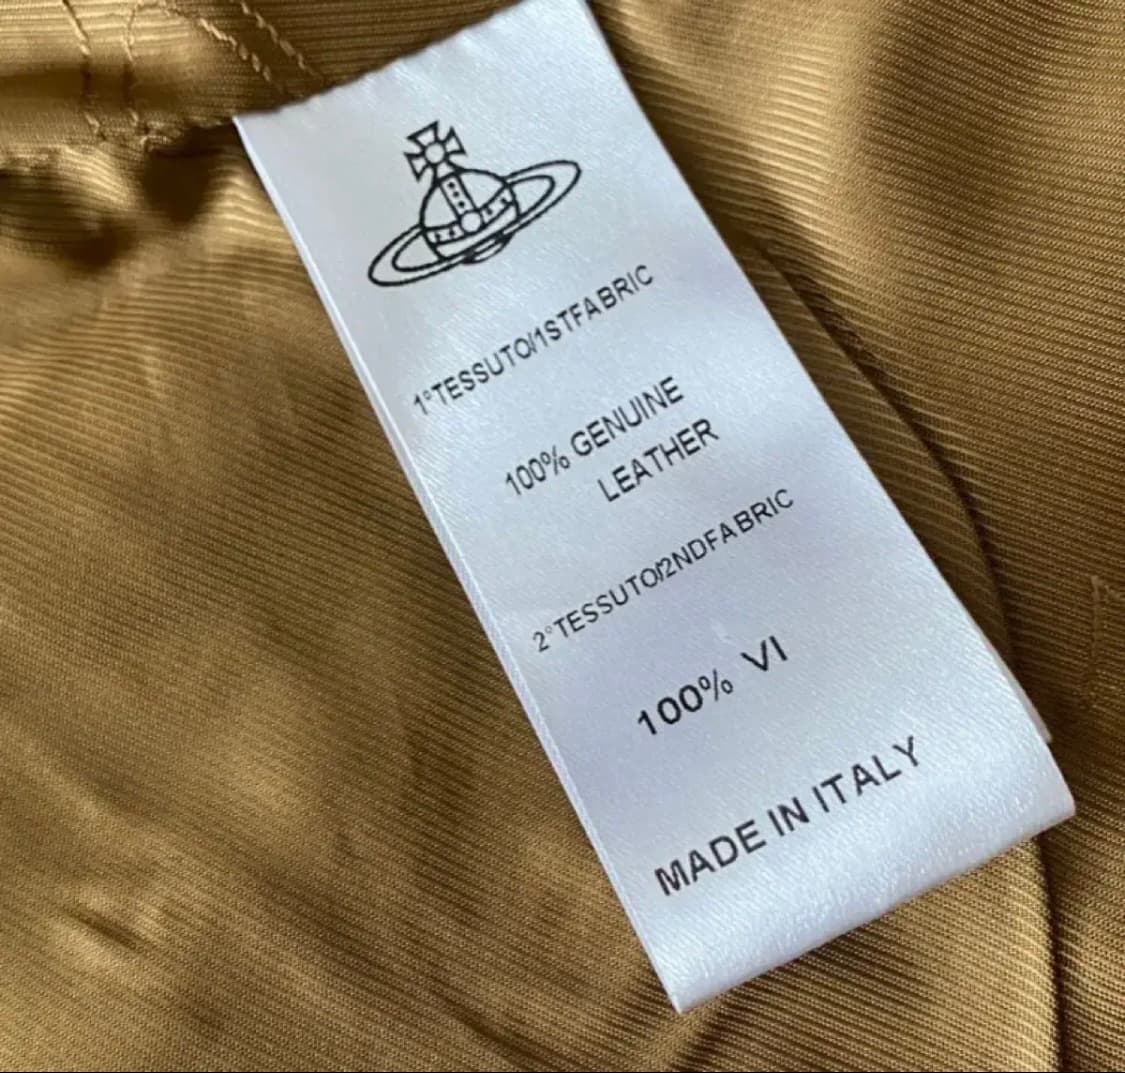 1°TESSUTO/1STFABRIC
100% GENUINE
LEATHER
2°TESSUTO/2NDFABRIC
100% VI
MADE IN ITALY